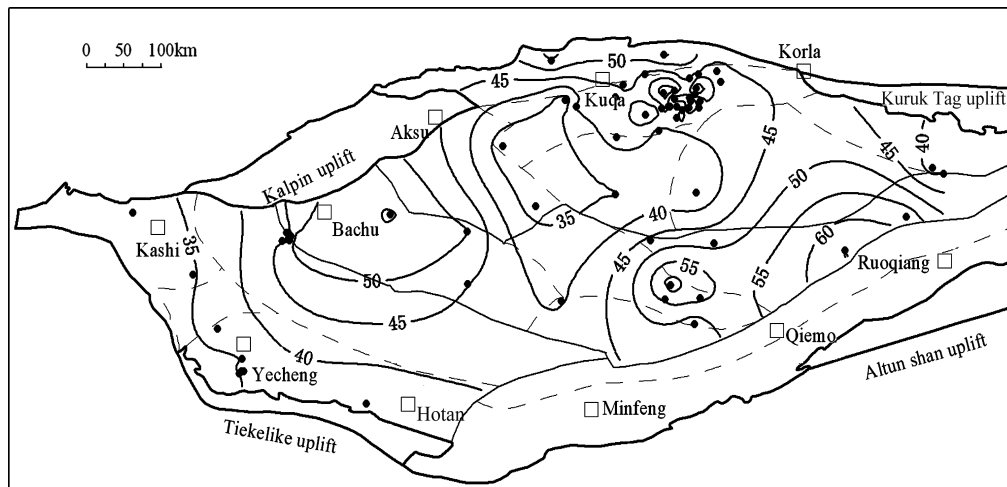 0 50 100km
50
Korla
45
Kuqa
Kuruk Tag uplift
Aksu
45
45
40
50
Kalpin uplift
35
40
60
Bachu
Kashi
35
45
55
55
Ruoqiang
50
45
Qiemo
40
Yecheng
Altun shan uplift
Hotan
Minfeng
Tiekelike uplift